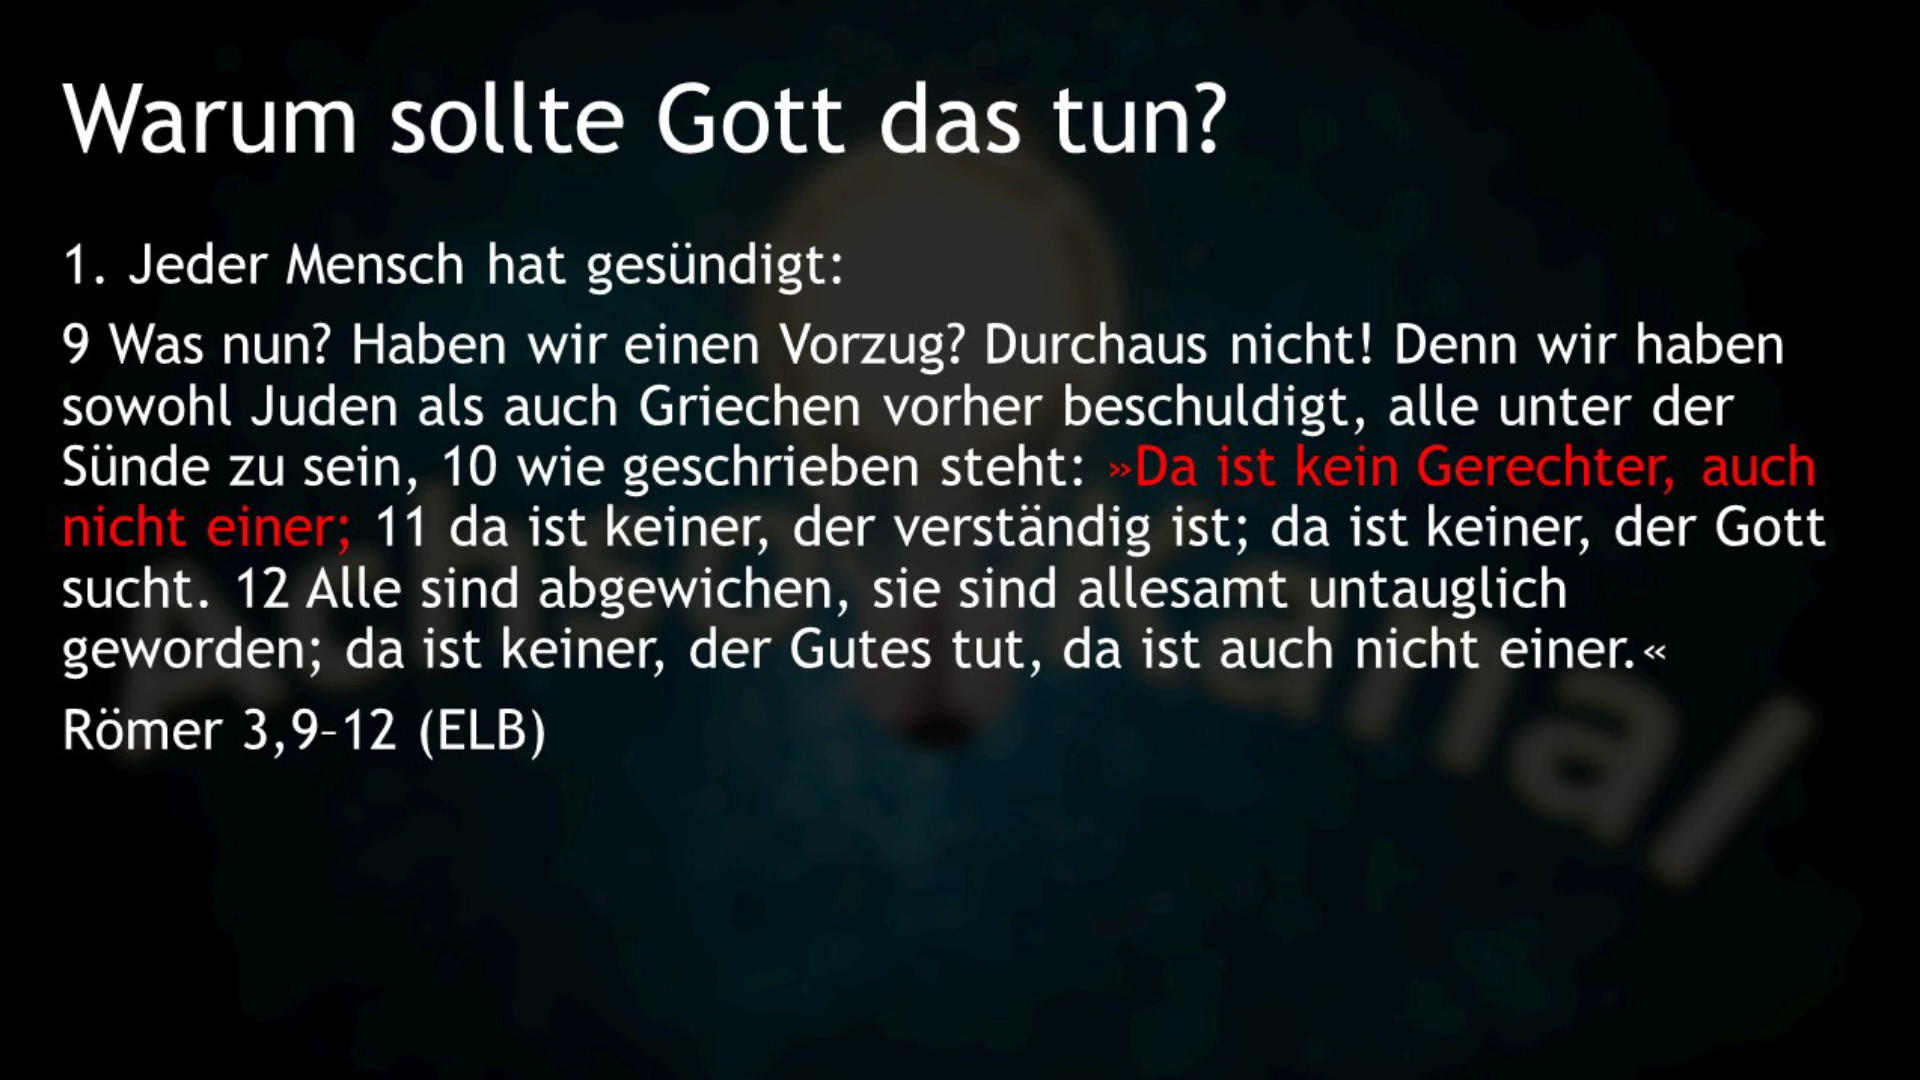 Warum sollte Gott das tun?
1. Jeder Mensch hat gesündigt:
9 Was nun? Haben wir einen Vorzug? Durchaus nicht! Denn wir haben
sowohl Juden als auch Griechen vorher beschuldigt, alle unter der
Sünde zu sein, 10 wie geschrieben steht: »Da ist kein Gerechter, auch
nicht einer; 11 da ist keiner, der verständig ist; da ist keiner, der Gott
sucht. 12 Alle sind abgewichen, sie sind allesamt untauglich
geworden; da ist keiner, der Gutes tut, da ist auch nicht einer.«
Römer 3,9–12 (ELB)